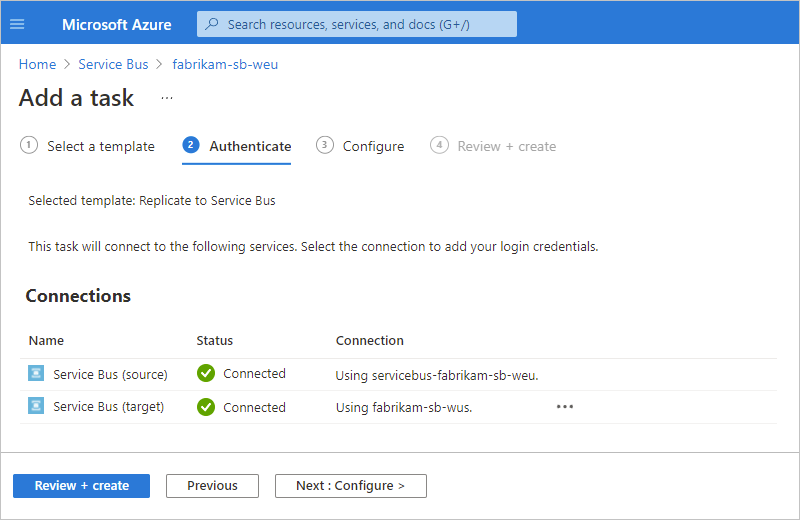 Microsoft Azure
Search resources, services, and docs (G+/)
Home > Service Bus > fabrikam-sb-weu
Add a task ...
1 Select a template 2 Authenticate 3 Configure 4 Review + create
Selected template: Replicate to Service Bus
This task will connect to the following services. Select the connection to add your login credentials.
Connections
Name Status Connection
Service Bus (source) Connected Using servicebus-fabrikam-sb-weu.
Service Bus (target) Connected Using fabrikam-sb-wus. ...
Review + create Previous Next : Configure >